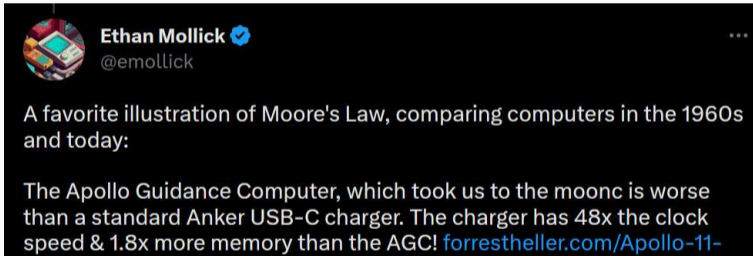 Ethan Mollick
@emollick
A favorite illustration of Moore's Law, comparing computers in the 1960s
and today:
The Apollo Guidance Computer, which took us to the moonc is worse
than a standard Anker USB-C charger. The charger has 48x the clock
speed & 1.8x more memory than the AGC! forrestheller.com/Apollo-11-